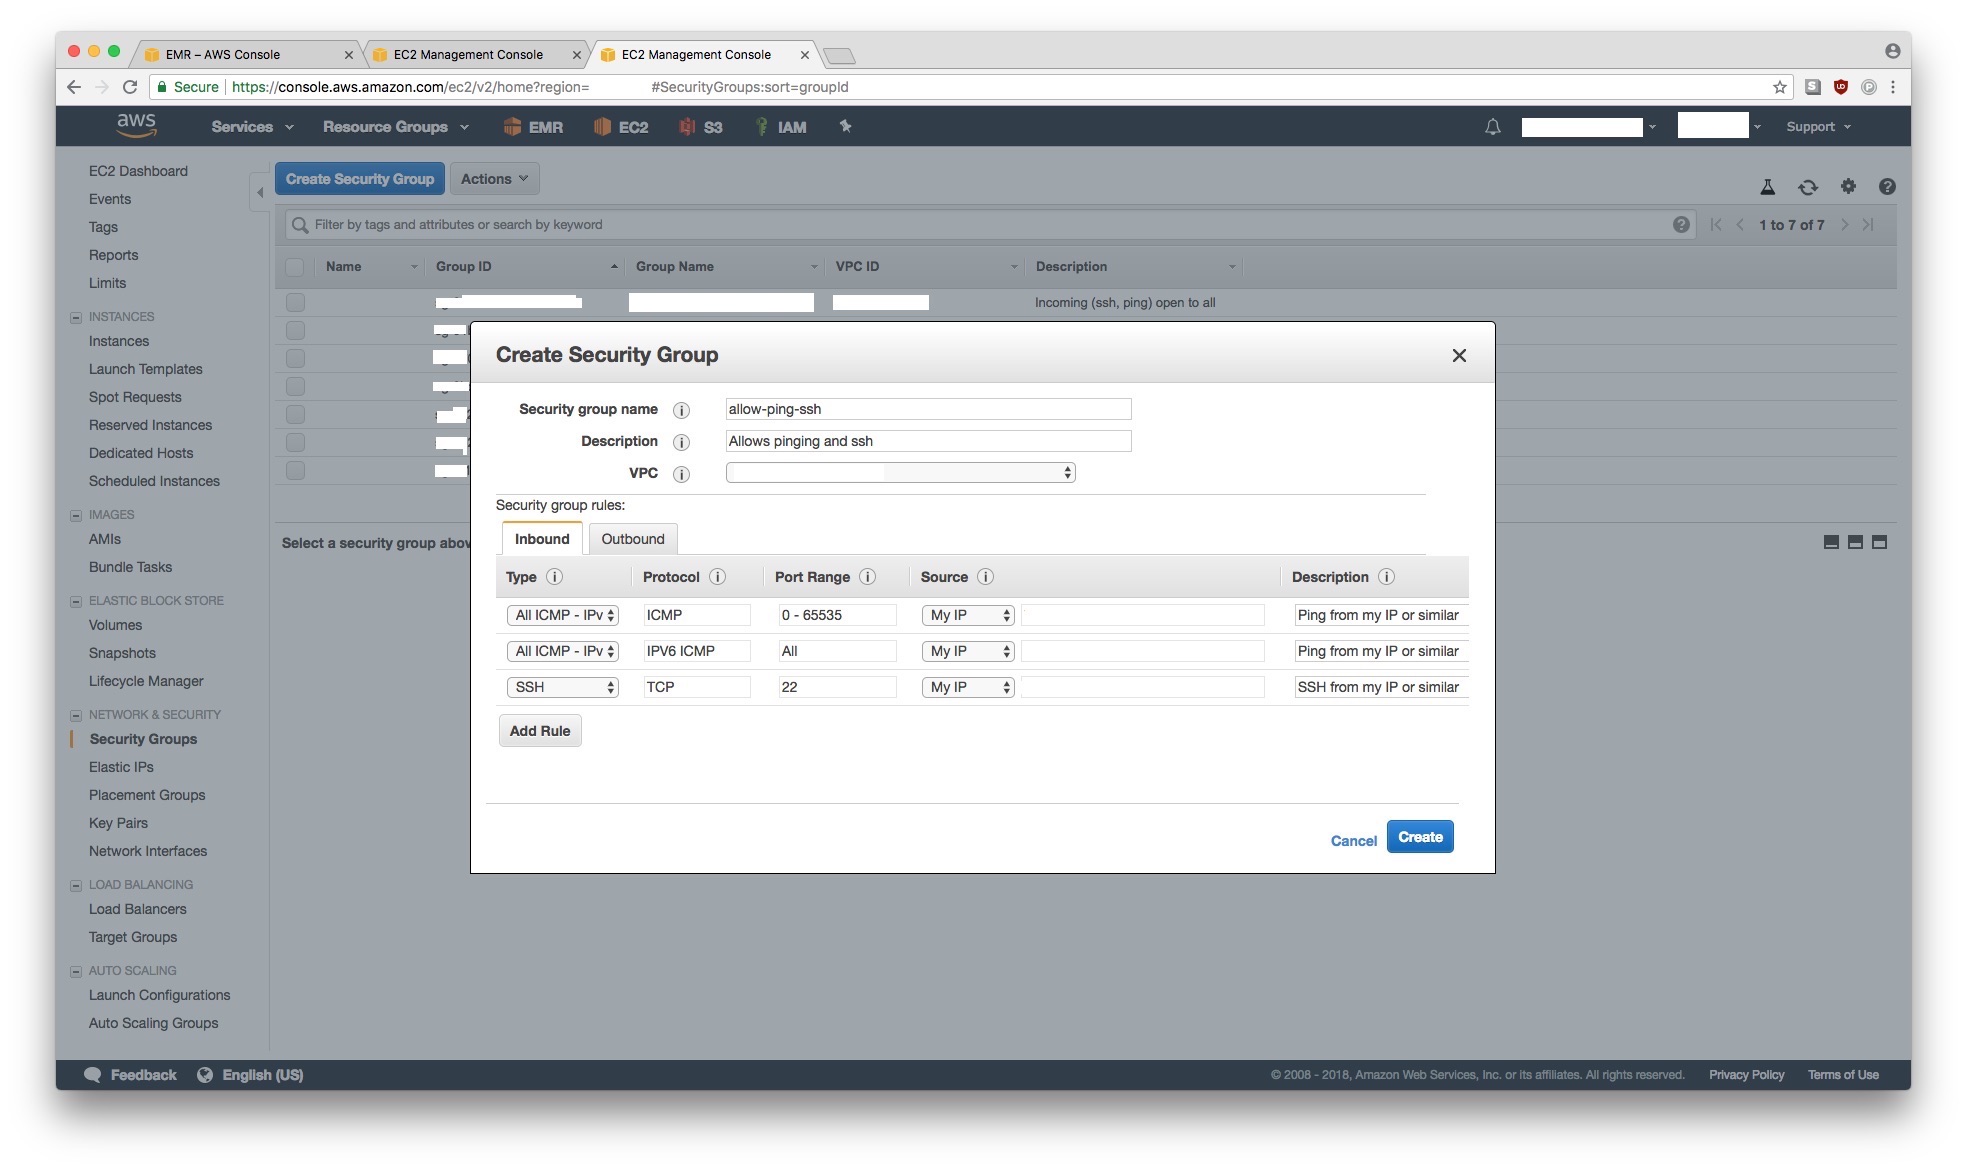 EMR – AWS Console
EC2 Management Console
EC2 Management Console
Secure
https://console.aws.amazon.com/ec2/v2/home?region= #SecurityGroups:sort=groupId
aws
Services
Resource Groups
EMR
EC2
S3
IAM
Support
EC2 Dashboard
Events
Tags
Reports
Limits
INSTANCES
Instances
Launch Templates
Spot Requests
Reserved Instances
Dedicated Hosts
Scheduled Instances
IMAGES
AMIs
Bundle Tasks
ELASTIC BLOCK STORE
Volumes
Snapshots
Lifecycle Manager
NETWORK & SECURITY
Security Groups
Elastic IPs
Placement Groups
Key Pairs
Network Interfaces
LOAD BALANCING
Load Balancers
Target Groups
AUTO SCALING
Launch Configurations
Auto Scaling Groups
Create Security Group
Actions
Filter by tags and attributes or search by keyword
1 to 7 of 7
Name
Group ID
Group Name
VPC ID
Description
Incoming (ssh, ping) open to all
Select a security group abov
Create Security Group
Security group name
allow-ping-ssh
Description
Allows pinging and ssh
VPC
Security group rules:
Inbound
Outbound
Type
Protocol
Port Range
Source
Description
All ICMP - IPv
ICMP
0 - 65535
My IP
Ping from my IP or similar
All ICMP - IPv
IPV6 ICMP
All
My IP
Ping from my IP or similar
SSH
TCP
22
My IP
SSH from my IP or similar
Add Rule
Cancel
Create
Feedback
English (US)
© 2008 - 2018, Amazon Web Services, Inc. or its affiliates. All rights reserved.
Privacy Policy
Terms of Use